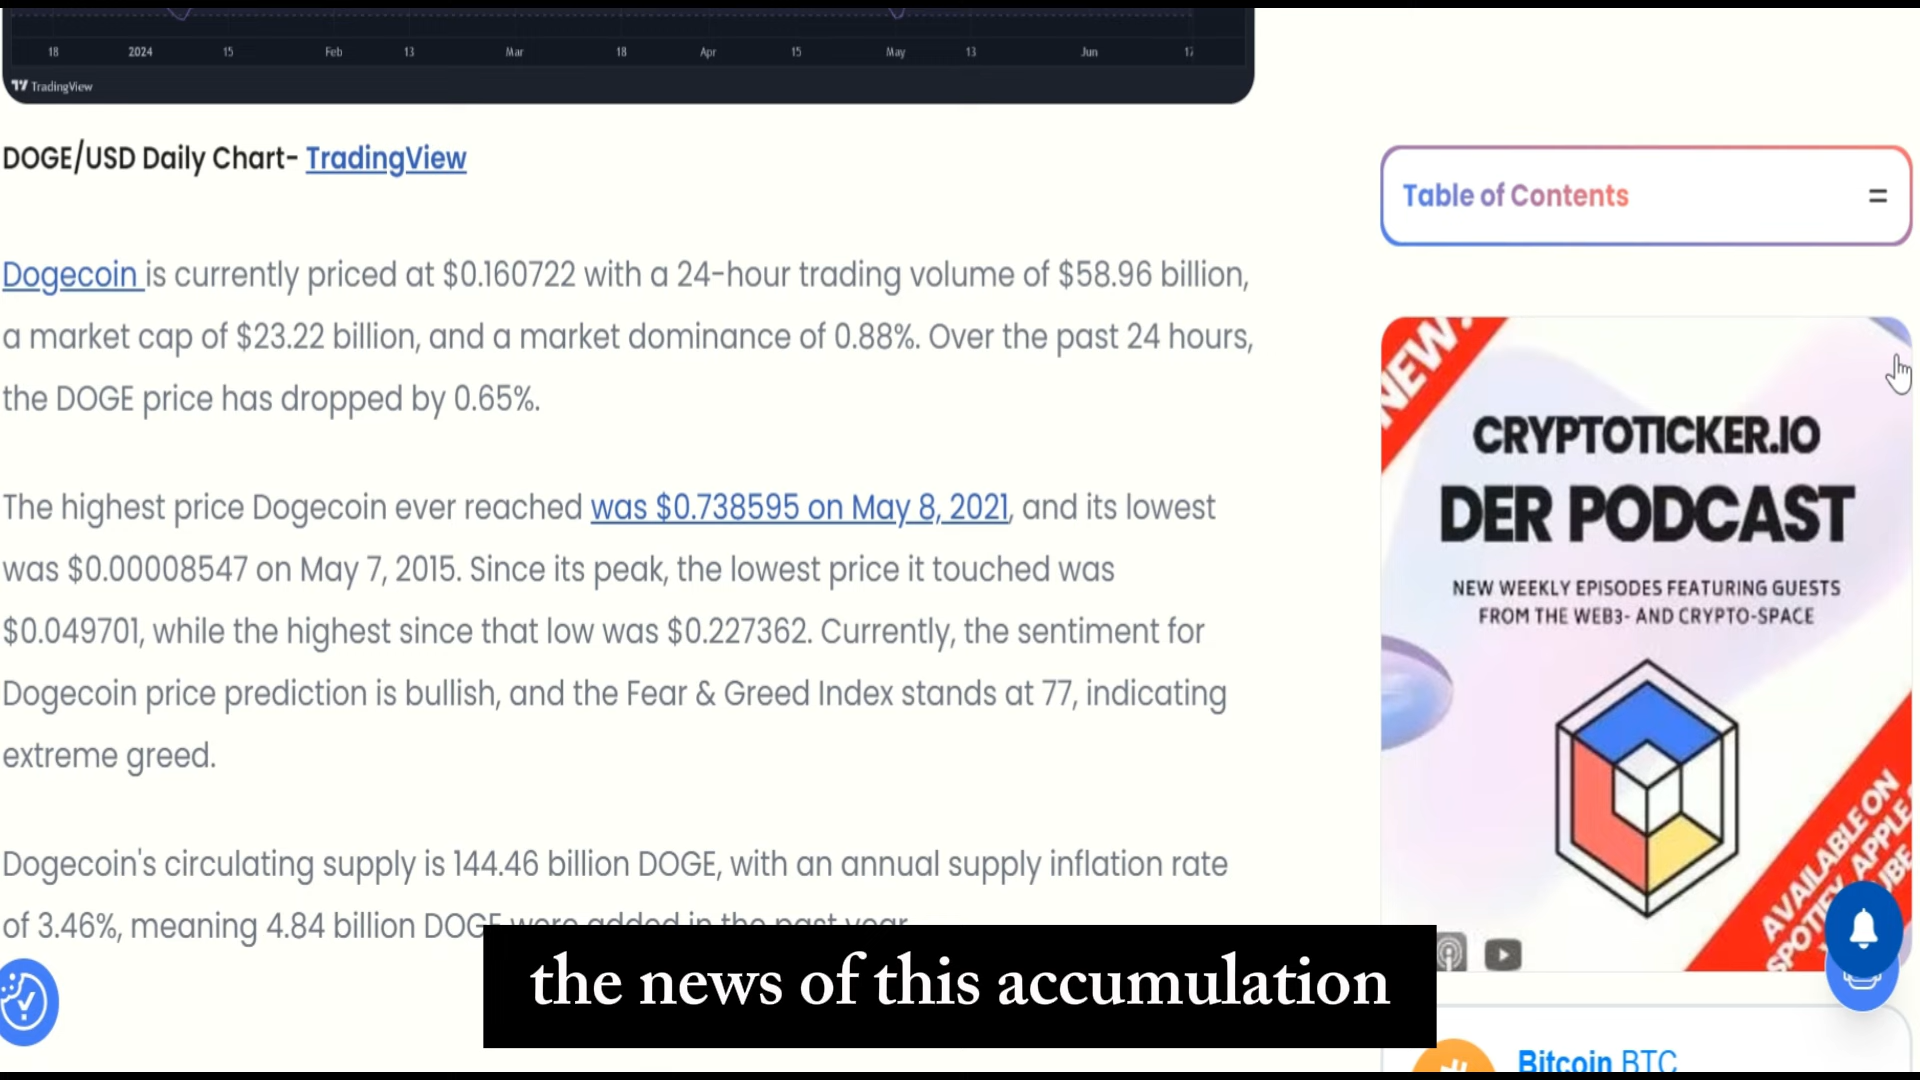 18 2024 15 Feb 13 Mar 18 Apr 15 May 13 Jun 17
TradingView
DOGE/USD Daily Chart- TradingView
Dogecoin is currently priced at $0.160722 with a 24-hour trading volume of $58.96 billion,
a market cap of $23.22 billion, and a market dominance of 0.88%. Over the past 24 hours,
the DOGE price has dropped by 0.65%.
The highest price Dogecoin ever reached was $0.738595 on May 8, 2021, and its lowest
was $0.00008547 on May 7, 2015. Since its peak, the lowest price it touched was
$0.049701, while the highest since that low was $0.227362. Currently, the sentiment for
Dogecoin price prediction is bullish, and the Fear & Greed Index stands at 77, indicating
extreme greed.
Dogecoin's circulating supply is 144.46 billion DOGE, with an annual supply inflation rate
of 3.46%, meaning 4.84 billion DOGE were added in the past year.
the news of this accumulation
Table of Contents
NEW!
CRYPTOTICKER.IO
DER PODCAST
NEW WEEKLY EPISODES FEATURING GUESTS
FROM THE WEB3- AND CRYPTO-SPACE
AVAILABLE ON
SPOTIFY, APPLE
Bitcoin BTC